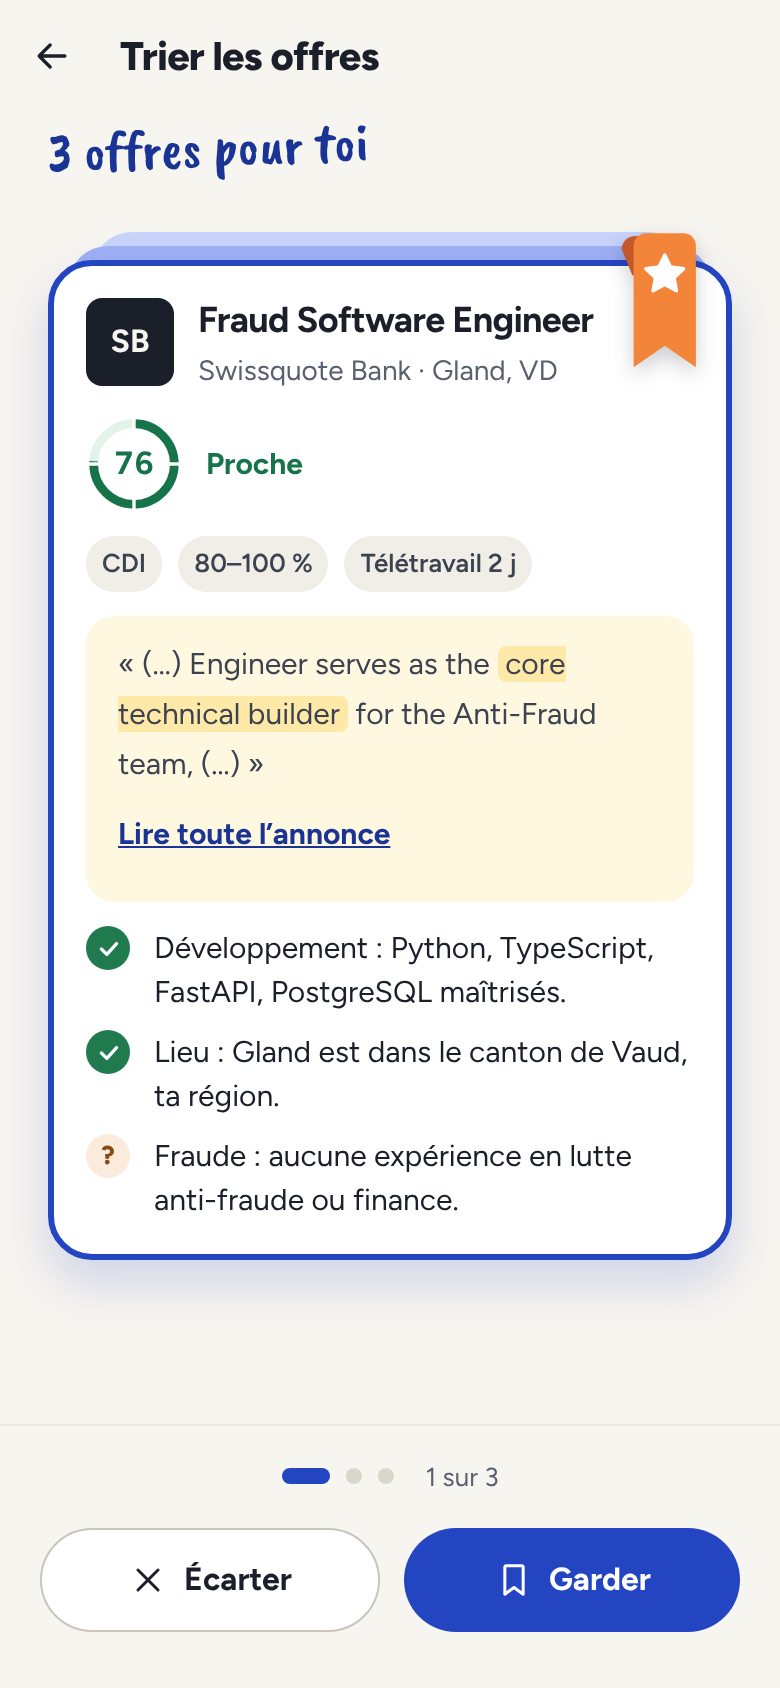 Trier les offres
3 offres pour toi
SB
Fraud Software Engineer
Swissquote Bank · Gland, VD
76
Proche
CDI
80–100 %
Télétravail 2 j
« (...) Engineer serves as the core
technical builder for the Anti-Fraud
team, (...) »
Lire toute l’annonce
Développement : Python, TypeScript,
FastAPI, PostgreSQL maîtrisés.
Lieu : Gland est dans le canton de Vaud,
ta région.
?
Fraude : aucune expérience en lutte
anti-fraude ou finance.
1 sur 3
Écarter
Garder